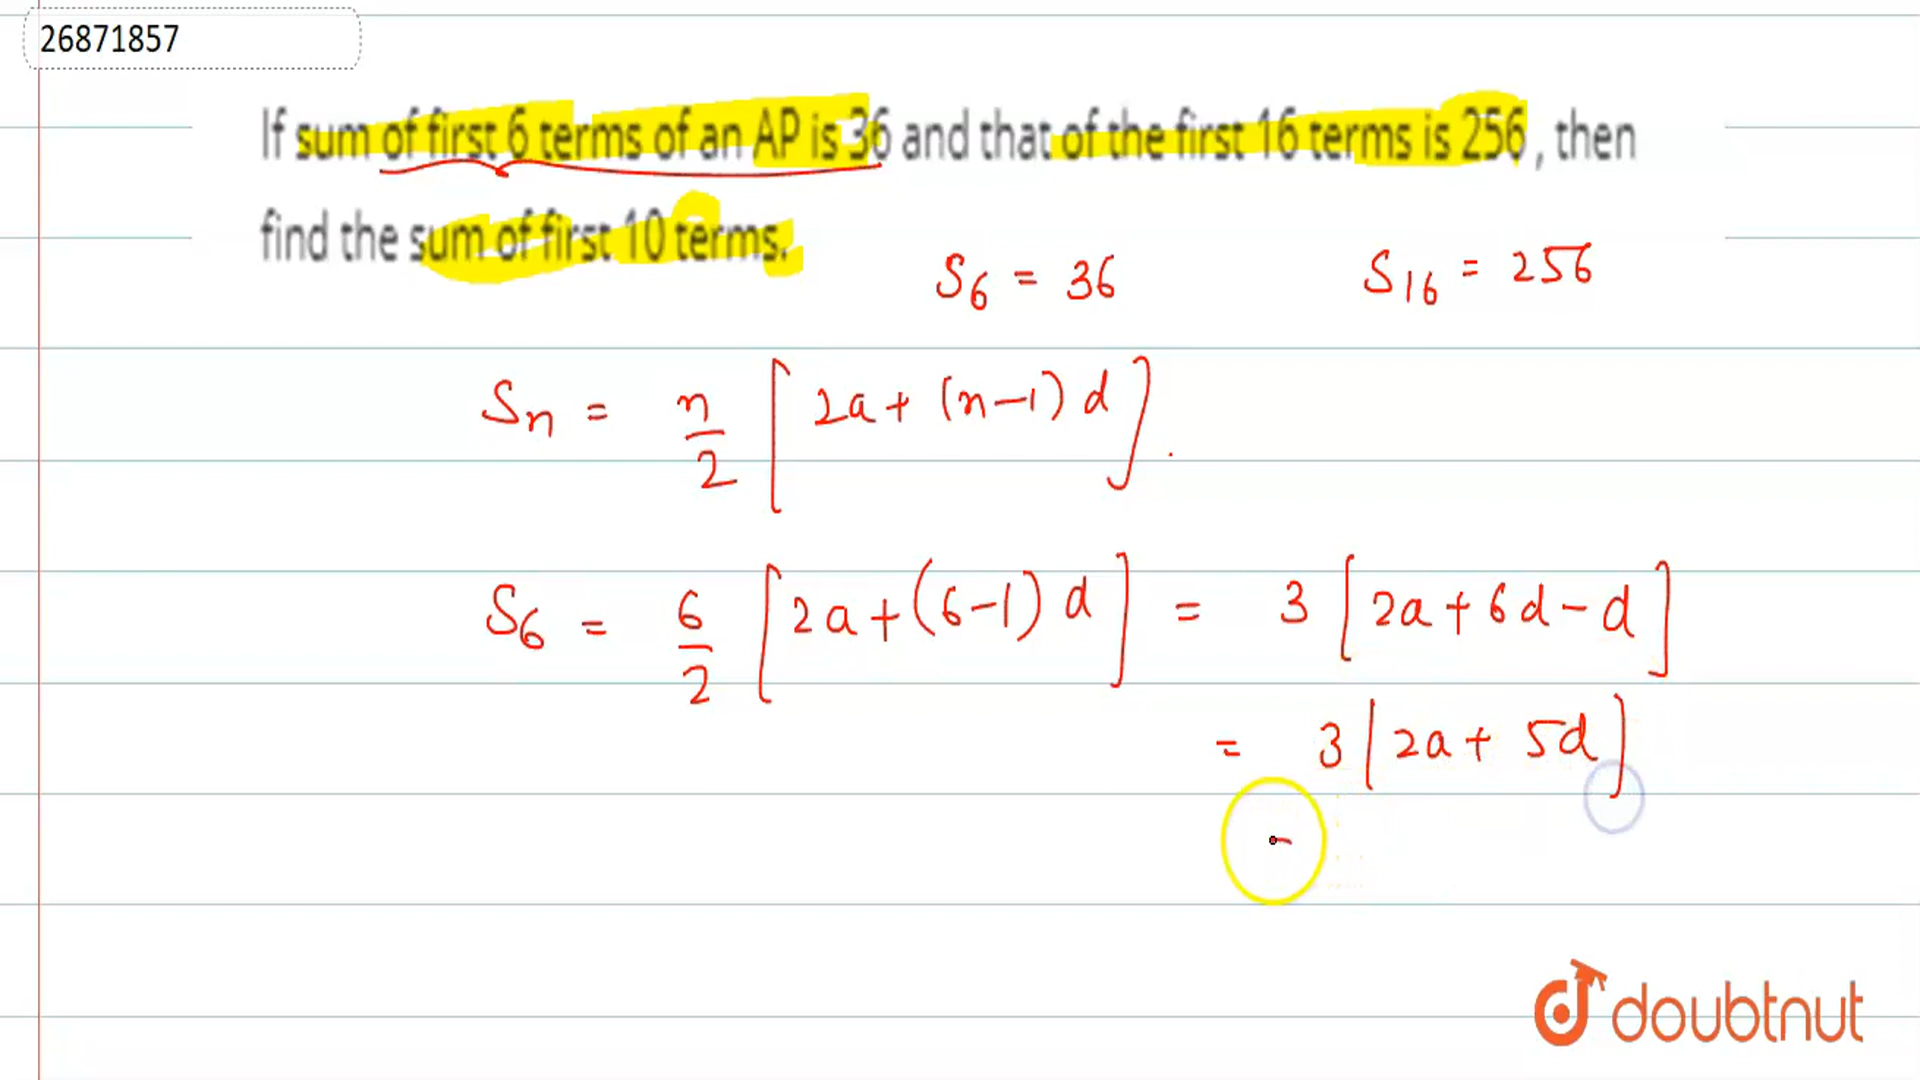 26871857
If sum of first 6 terms of an AP is 36 and that of the first 16 terms is 256 , then
find the sum of first 10 terms.
S6 = 36 S16 = 256
Sn = n/2 [2a + (n-1) d].
S6 = 6/2 [2a + (6-1) d] = 3 [2a + 6d - d]
= 3 [2a + 5d]
doubtnut